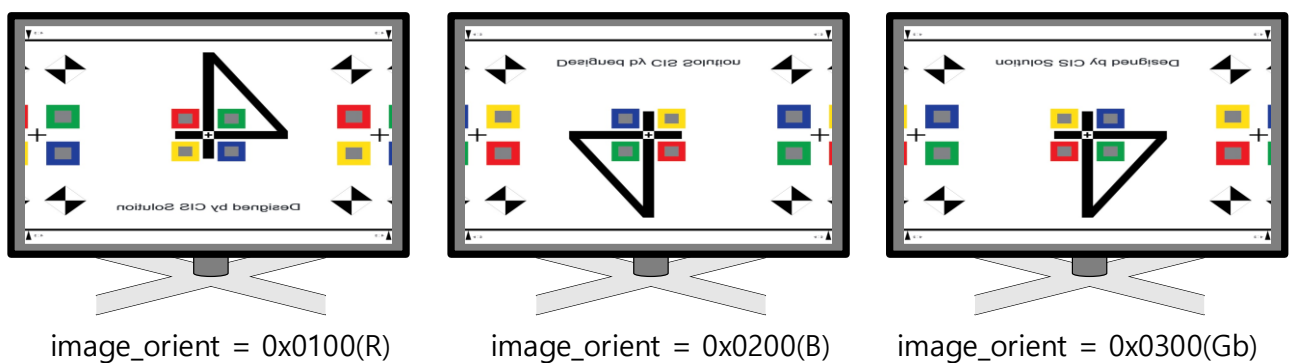 Designed by CIS Solution
Designed by CIS Solution
Designed by CIS Solution
image_orient = 0x0100(R)
image_orient = 0x0200(B)
image_orient = 0x0300(Gb)